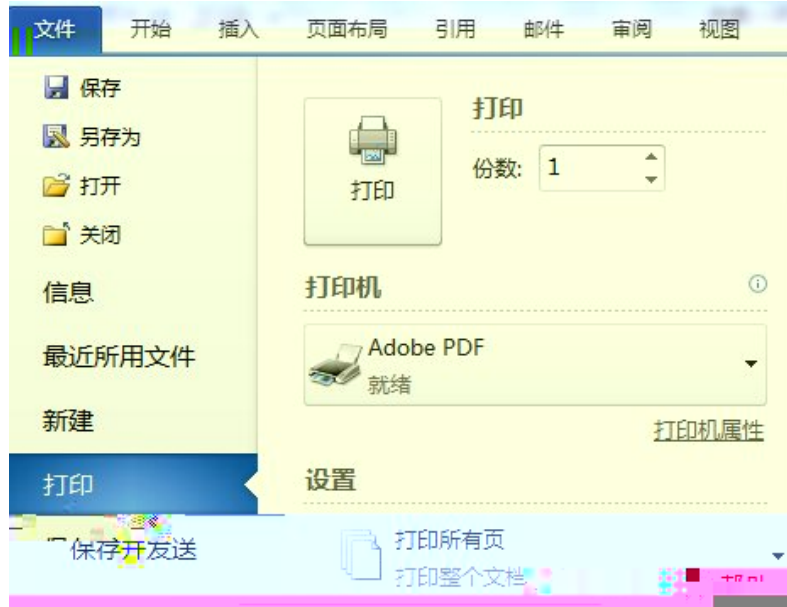 文件 开始 插入 页面布局 引用 邮件 审阅 视图
保存
另存为
打开
关闭
信息
最近所用文件
新建
打印
保存并发送
打印
打印
份数: 1
打印机
Adobe PDF
就绪
打印机属性
设置
打印所有页
打印整个文档